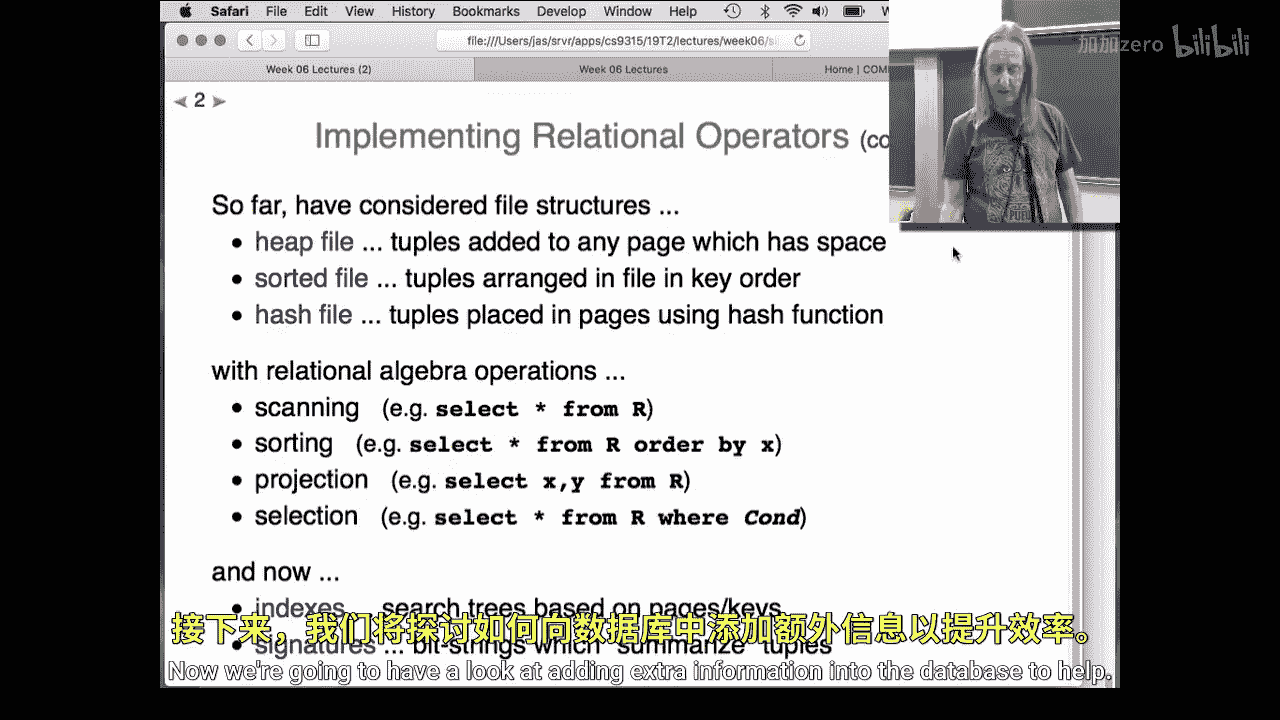 Safari File Edit View History Bookmarks Develop Window Help
加加zero bilibili
file:///Users/jas/srvr/apps/cs9315/19T2/lectures/week06/
Week 06 Lectures (2) Week 06 Lectures Home | COM
2
Implementing Relational Operators (co
So far, have considered file structures ...
• heap file ... tuples added to any page which has space
• sorted file ... tuples arranged in file in key order
• hash file ... tuples placed in pages using hash function
with relational algebra operations ...
• scanning (e.g. select * from R)
• sorting (e.g. select * from R order by x)
• projection (e.g. select x,y from R)
• selection (e.g. select * from R where Cond)
and now ...
• indexes ... search trees based on pages/keys
接下来，我们将探讨如何向数据库中添加额外信息以提升效率。
• signatures ... bit-strings which "summarize" tuples
Now we're going to have a look at adding extra information into the database to help.